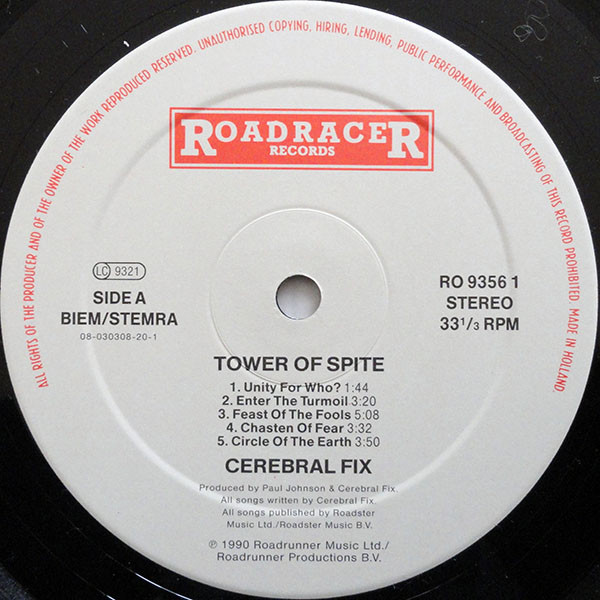 ALL RIGHTS OF THE PRODUCER AND OF THE OWNER OF THE WORK REPRODUCED RESERVED. UNAUTHORISED COPYING, HIRING, LENDING, PUBLIC PERFORMANCE AND BROADCASTING OF THIS RECORD PROHIBITED. MADE IN HOLLAND.
ROADRACER
RECORDS
LC 9321
SIDE A
BIEM/STEMRA
08-030308-20-1
RO 9356 1
STEREO
33 1/3 RPM
TOWER OF SPITE
1. Unity For Who? 1:44
2. Enter The Turmoil 3:20
3. Feast Of The Fools 5:08
4. Chasten Of Fear 3:32
5. Circle Of The Earth 3:50
CEREBRAL FIX
Produced by Paul Johnson & Cerebral Fix.
All songs written by Cerebral Fix.
All songs published by Roadster
Music Ltd./Roadster Music B.V.
℗ 1990 Roadrunner Music Ltd./
Roadrunner Productions B.V.